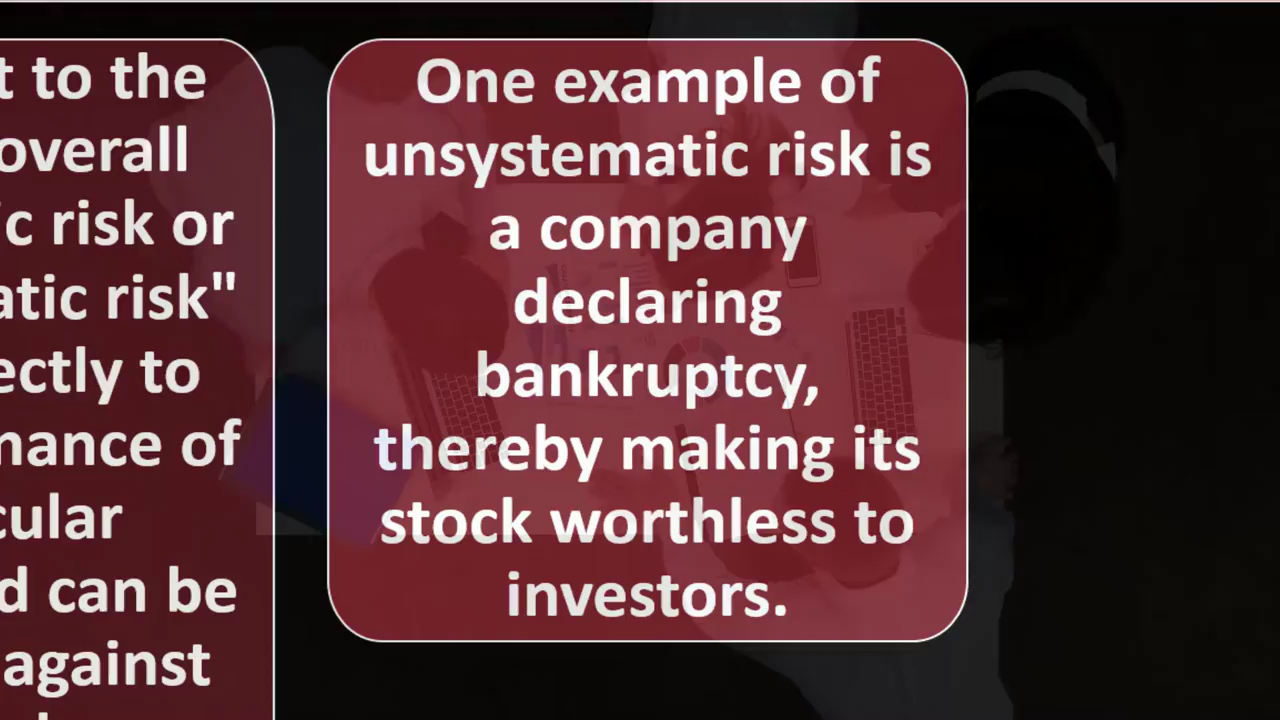 t to the
overall
ic risk or
atic risk"
ectly to
mance of
cular
d can be
against
One example of
unsystematic risk is
a company
declaring
bankruptcy,
thereby making its
stock worthless to
investors.